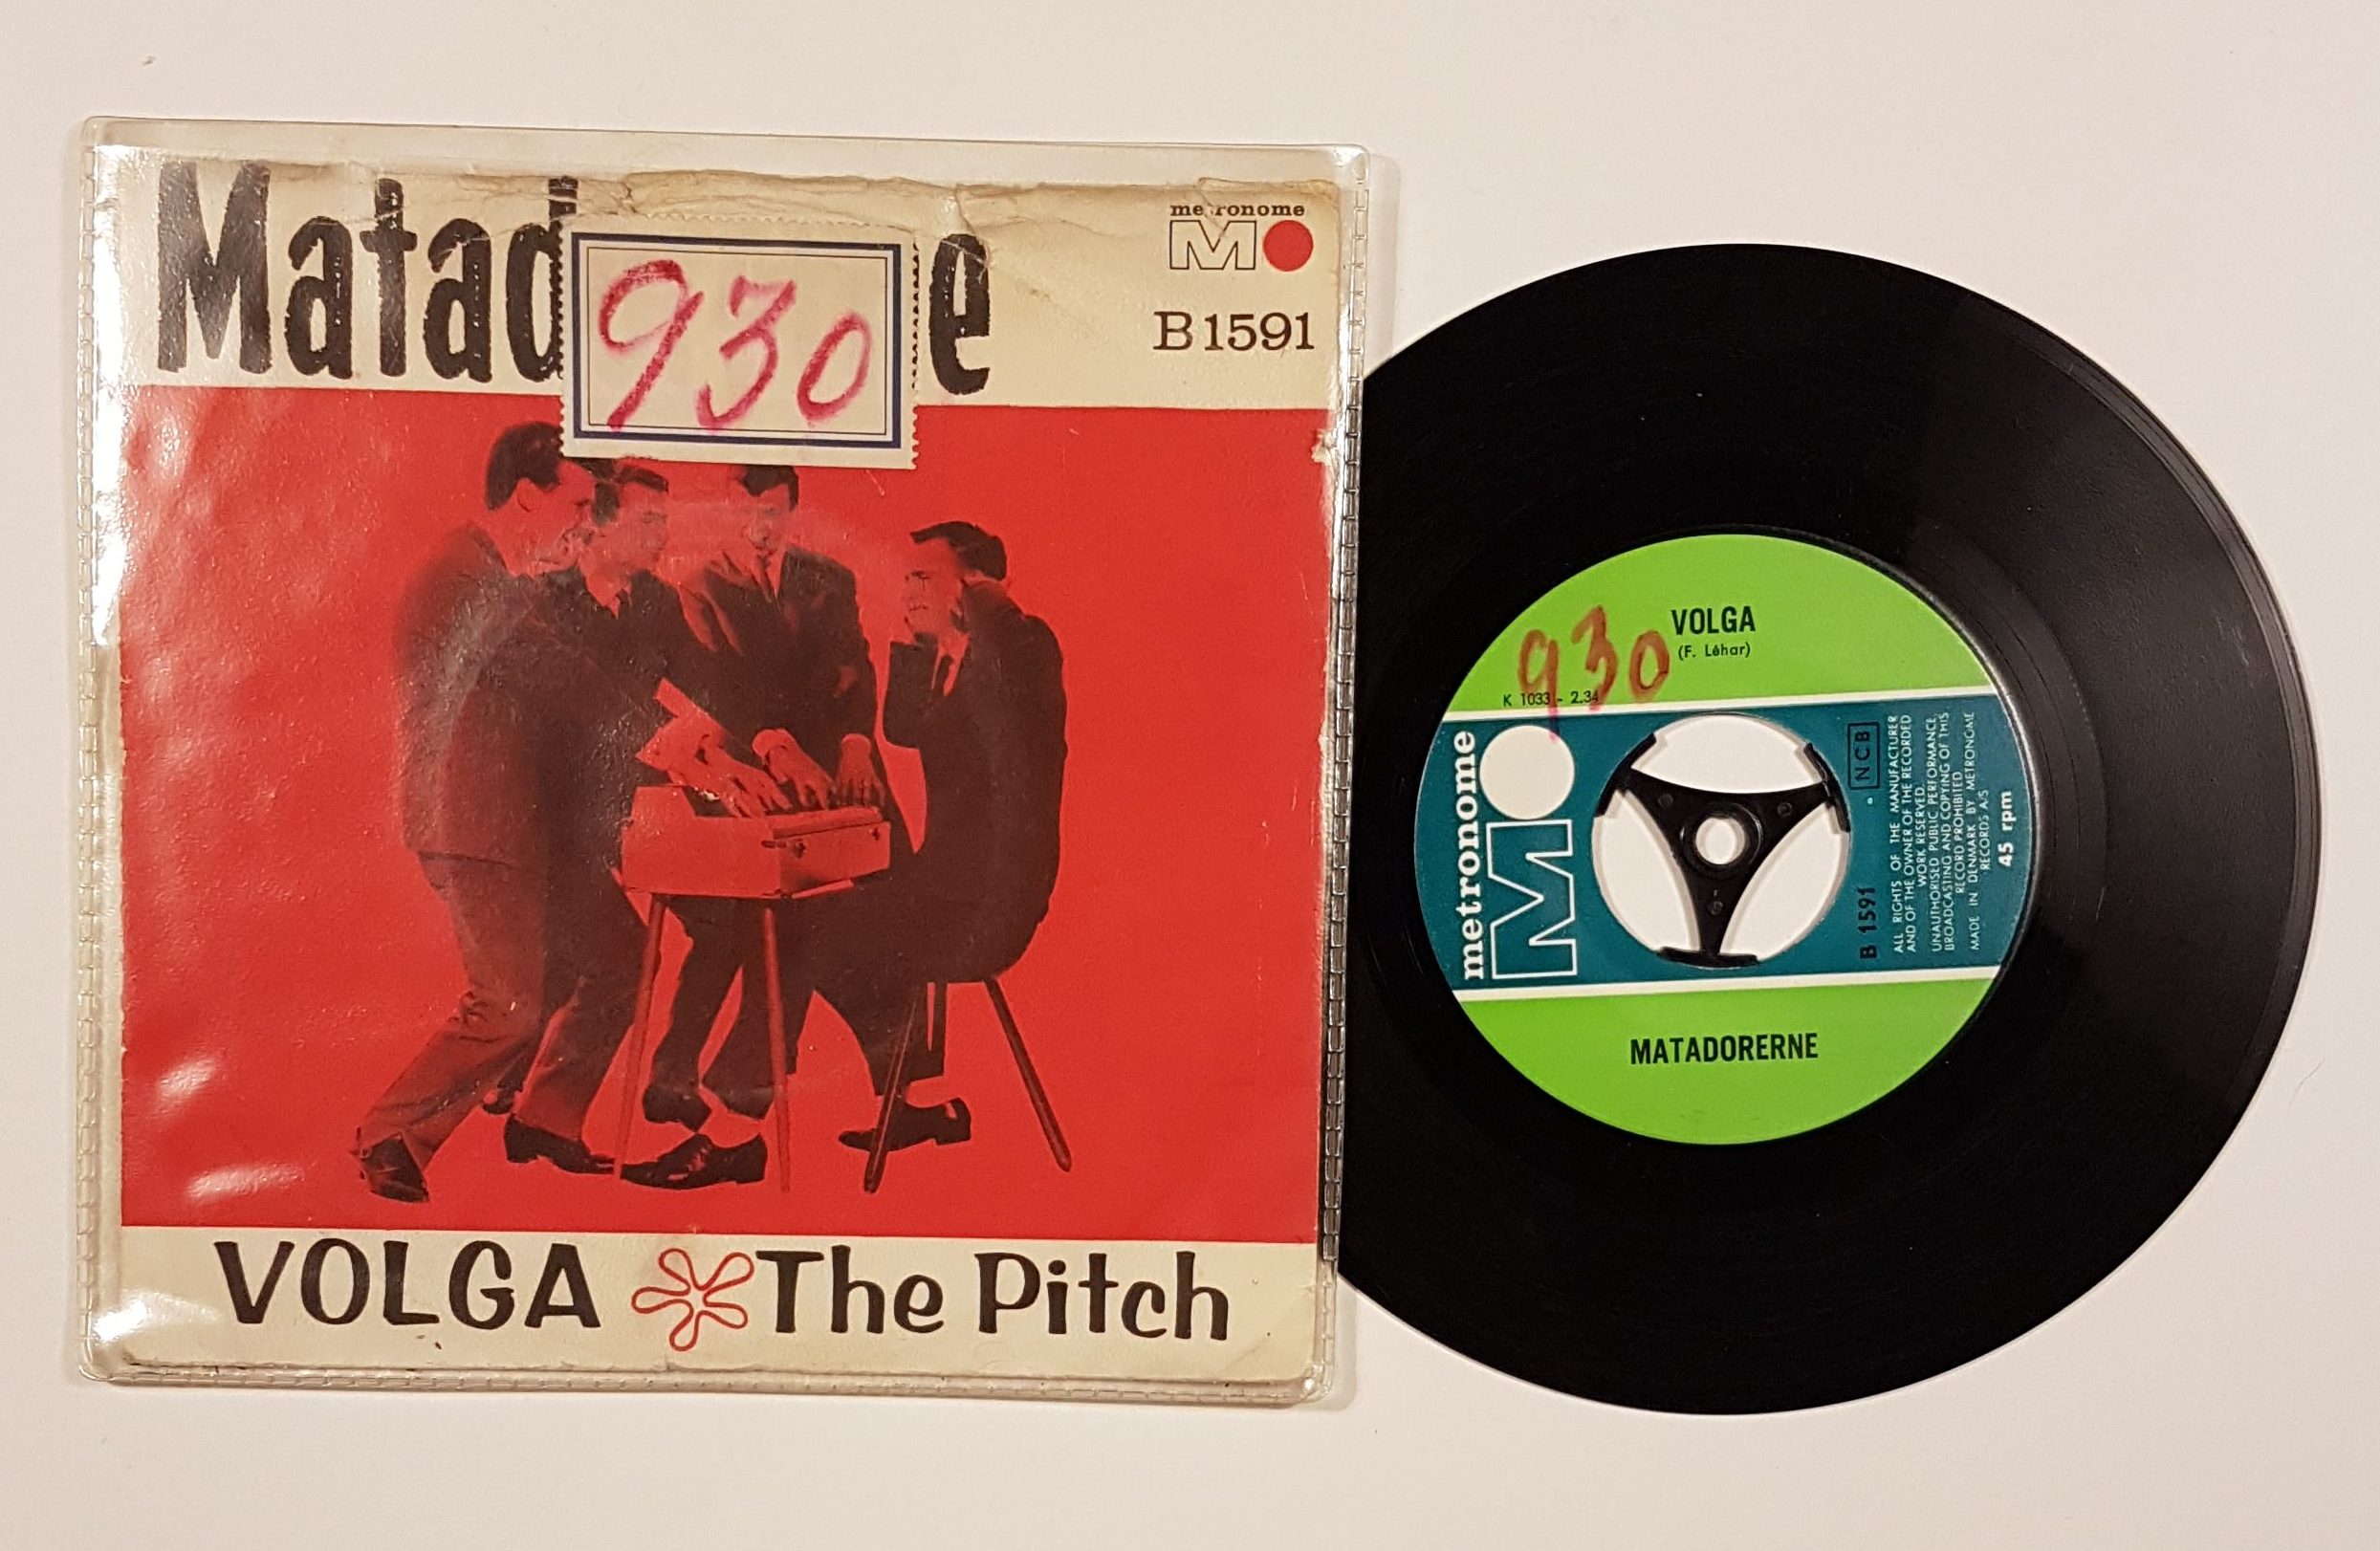 Matad
e
930
metronome
B 1591
VOLGA The Pitch
VOLGA
(F. Léhar)
930
K 1033 - 2.34
metronome
M
NCB
B 1591
ALL RIGHTS OF THE MANUFACTURER
AND OF THE OWNER OF THE RECORDED
WORK RESERVED.
UNAUTHORISED PUBLIC PERFORMANCE,
BROADCASTING AND COPYING OF THIS
RECORD PROHIBITED
MADE IN DENMARK BY METRONOME
RECORDS A/S
45 rpm
MATADORERNE